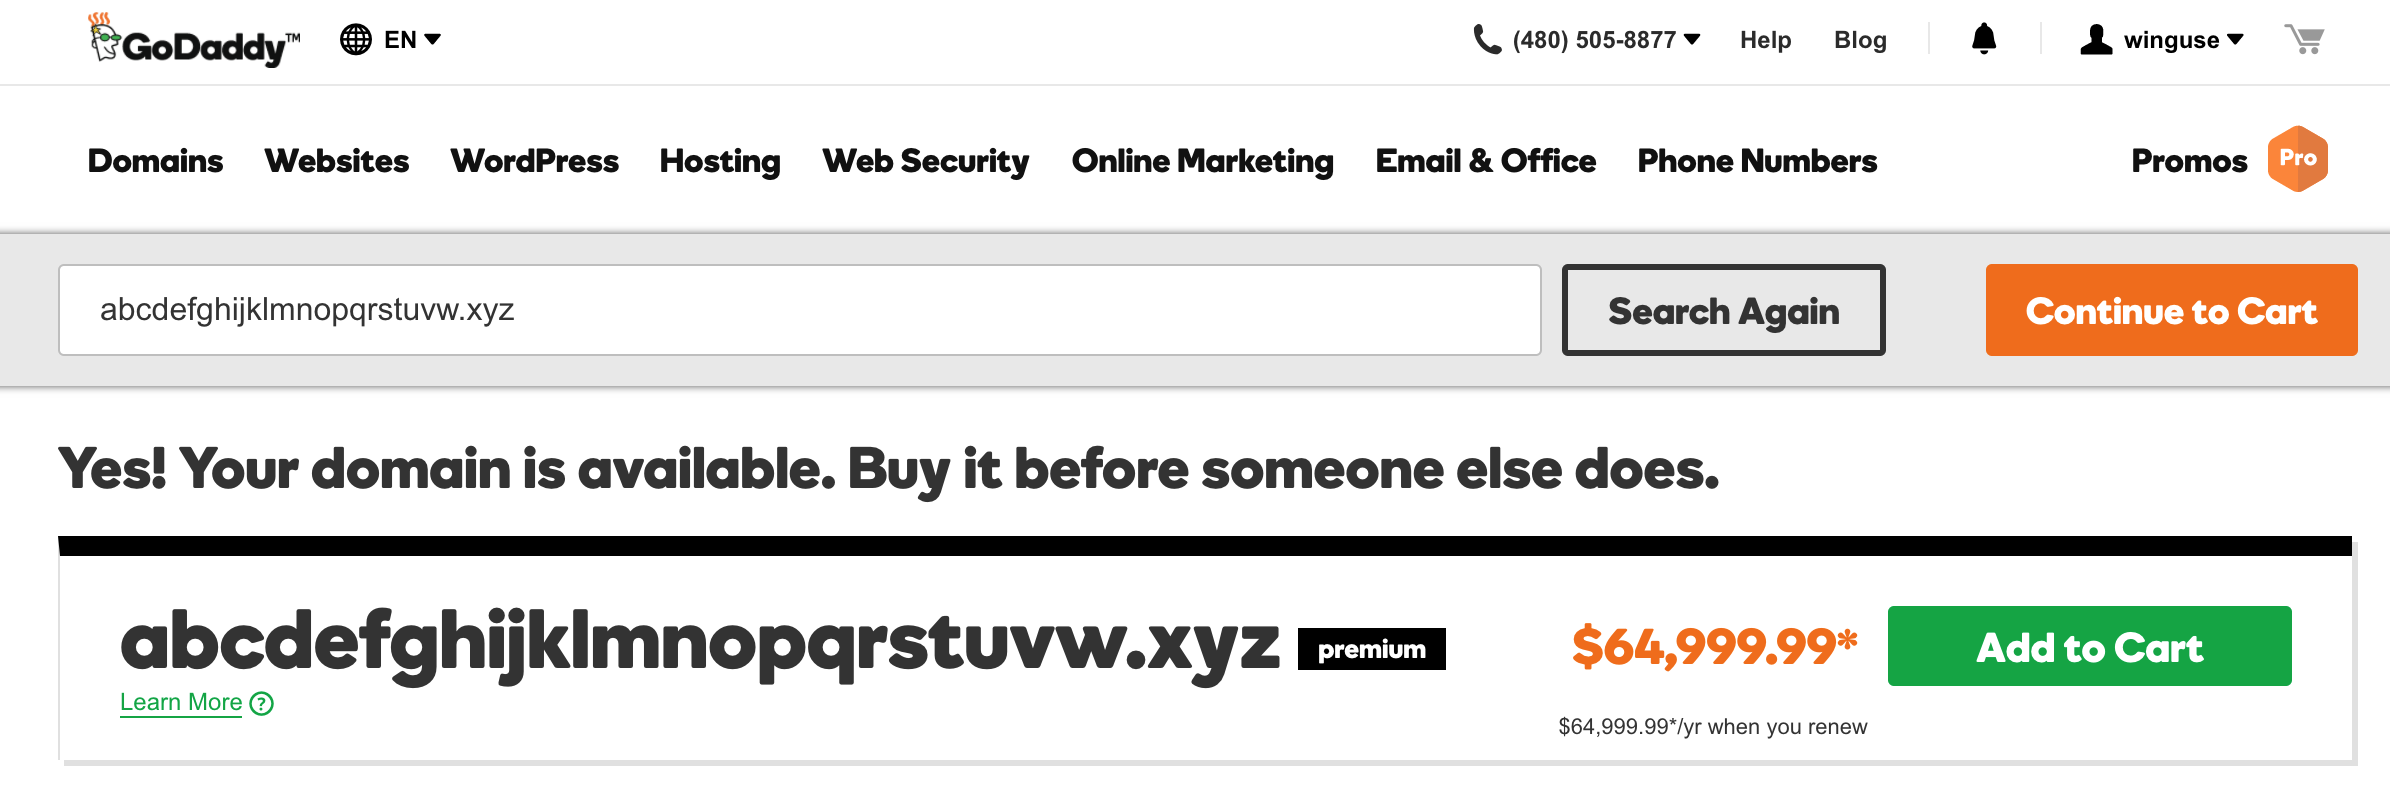 GoDaddy™ EN (480) 505-8877 Help Blog winguse
Domains Websites WordPress Hosting Web Security Online Marketing Email & Office Phone Numbers Promos Pro
abcdefghijklmnopqrstuvw.xyz Search Again Continue to Cart
Yes! Your domain is available. Buy it before someone else does.
abcdefghijklmnopqrstuvw.xyz premium $64,999.99* Add to Cart
Learn More ?
$64,999.99*/yr when you renew